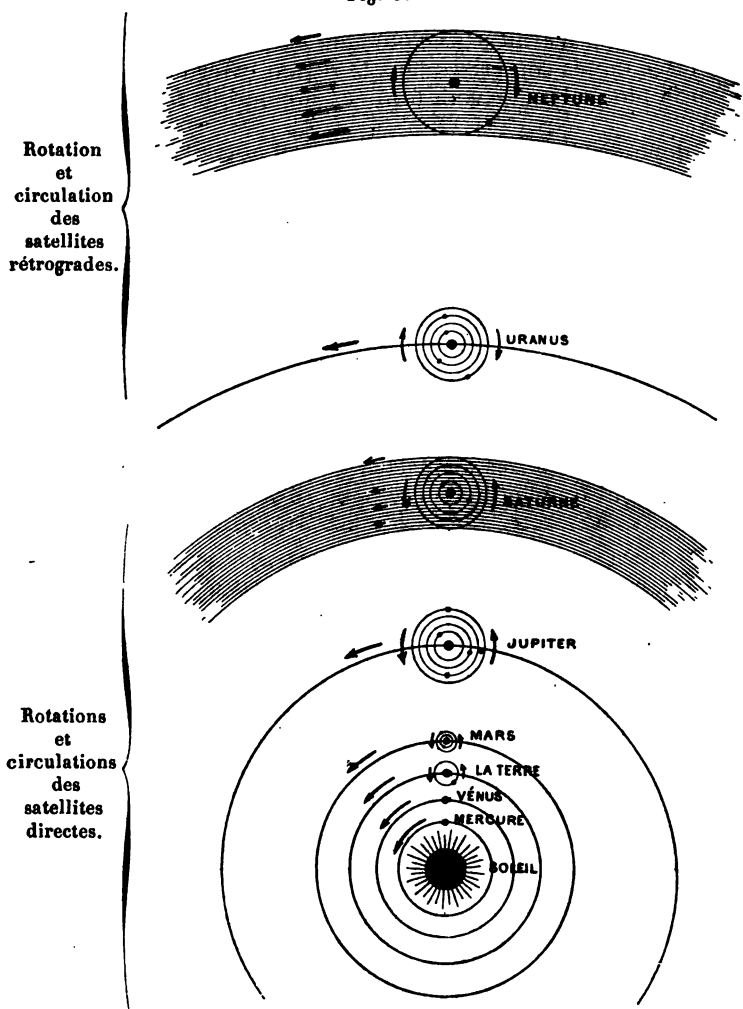 NEPTUNE
Rotation
et
circulation
des
satellites
rétrogrades.
URANUS
SATURNE
JUPITER
Rotations
et
circulations
des
satellites
directes.
MARS
LA TERRE
VÉNUS
MERCURE
SOLEIL